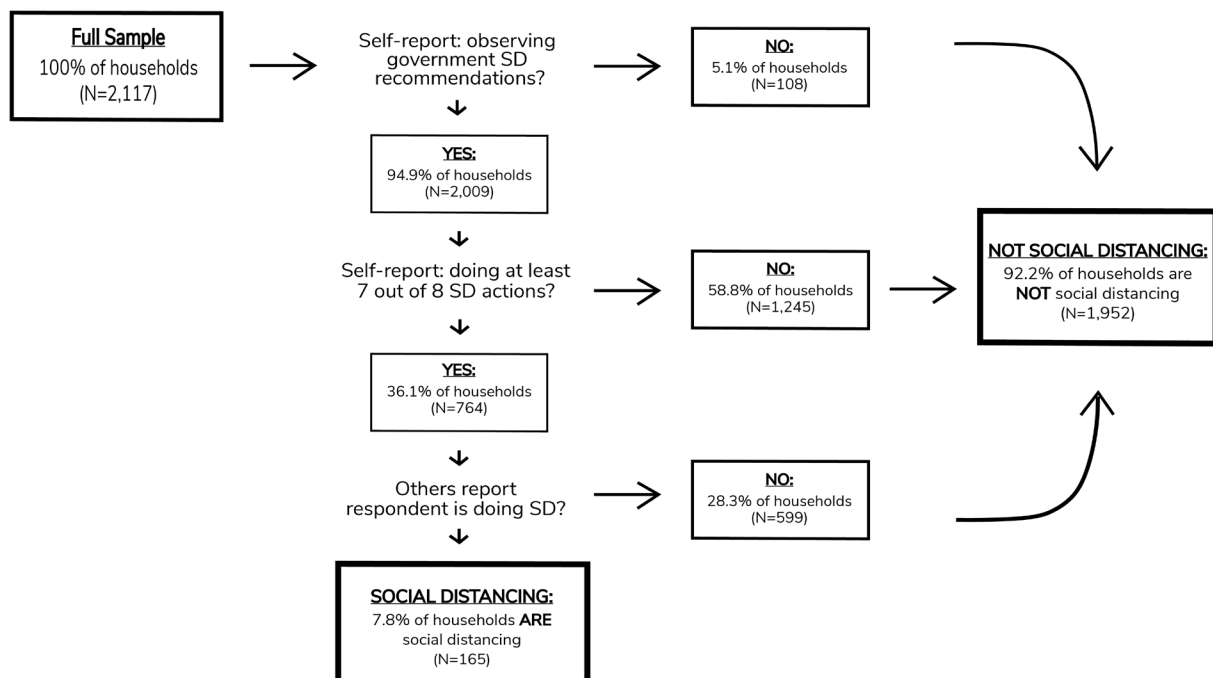 Full Sample
100% of households
(N=2,117)
Self-report: observing
government SD
recommendations?
NO:
5.1% of households
(N=108)
YES:
94.9% of households
(N=2,009)
Self-report: doing at least
7 out of 8 SD actions?
NO:
58.8% of households
(N=1,245)
NOT SOCIAL DISTANCING:
92.2% of households are
NOT social distancing
(N=1,952)
YES:
36.1% of households
(N=764)
Others report
respondent is doing SD?
NO:
28.3% of households
(N=599)
SOCIAL DISTANCING:
7.8% of households ARE
social distancing
(N=165)